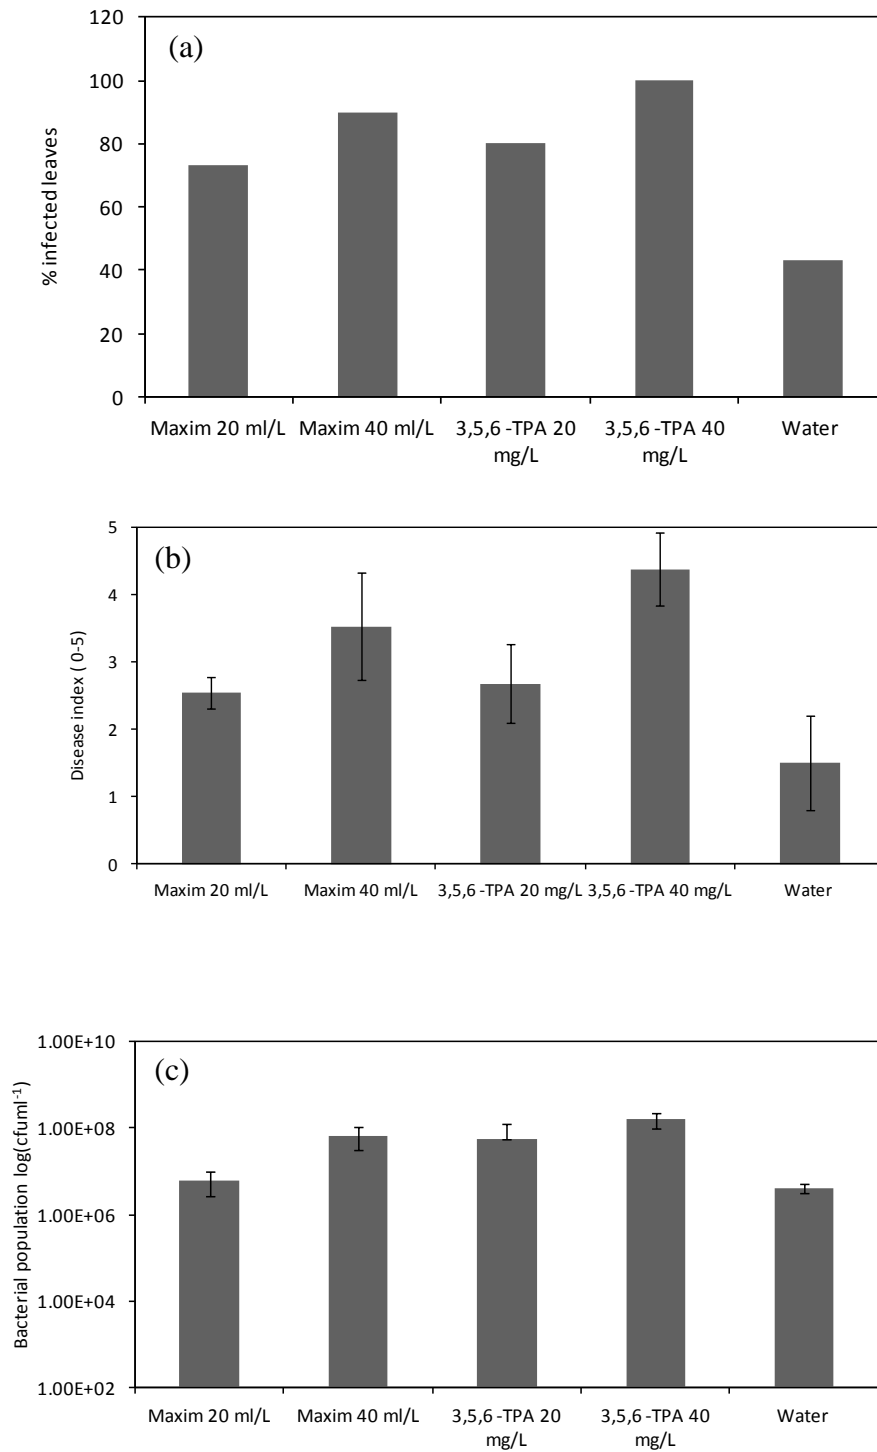 (a)
% infected leaves
120
100
80
60
40
20
0
Maxim 20 ml/L Maxim 40 ml/L 3,5,6 -TPA 20 3,5,6 -TPA 40 Water
mg/L mg/L
(b)
Disease index ( 0-5)
5
4
3
2
1
0
Maxim 20 ml/L Maxim 40 ml/L 3,5,6 -TPA 20 mg/L 3,5,6 -TPA 40 mg/L Water
(c)
Bacterial population log(cfuml-1)
1.00E+10
1.00E+08
1.00E+06
1.00E+04
1.00E+02
Maxim 20 ml/L Maxim 40 ml/L 3,5,6 -TPA 20 3,5,6 -TPA 40 Water
mg/L mg/L